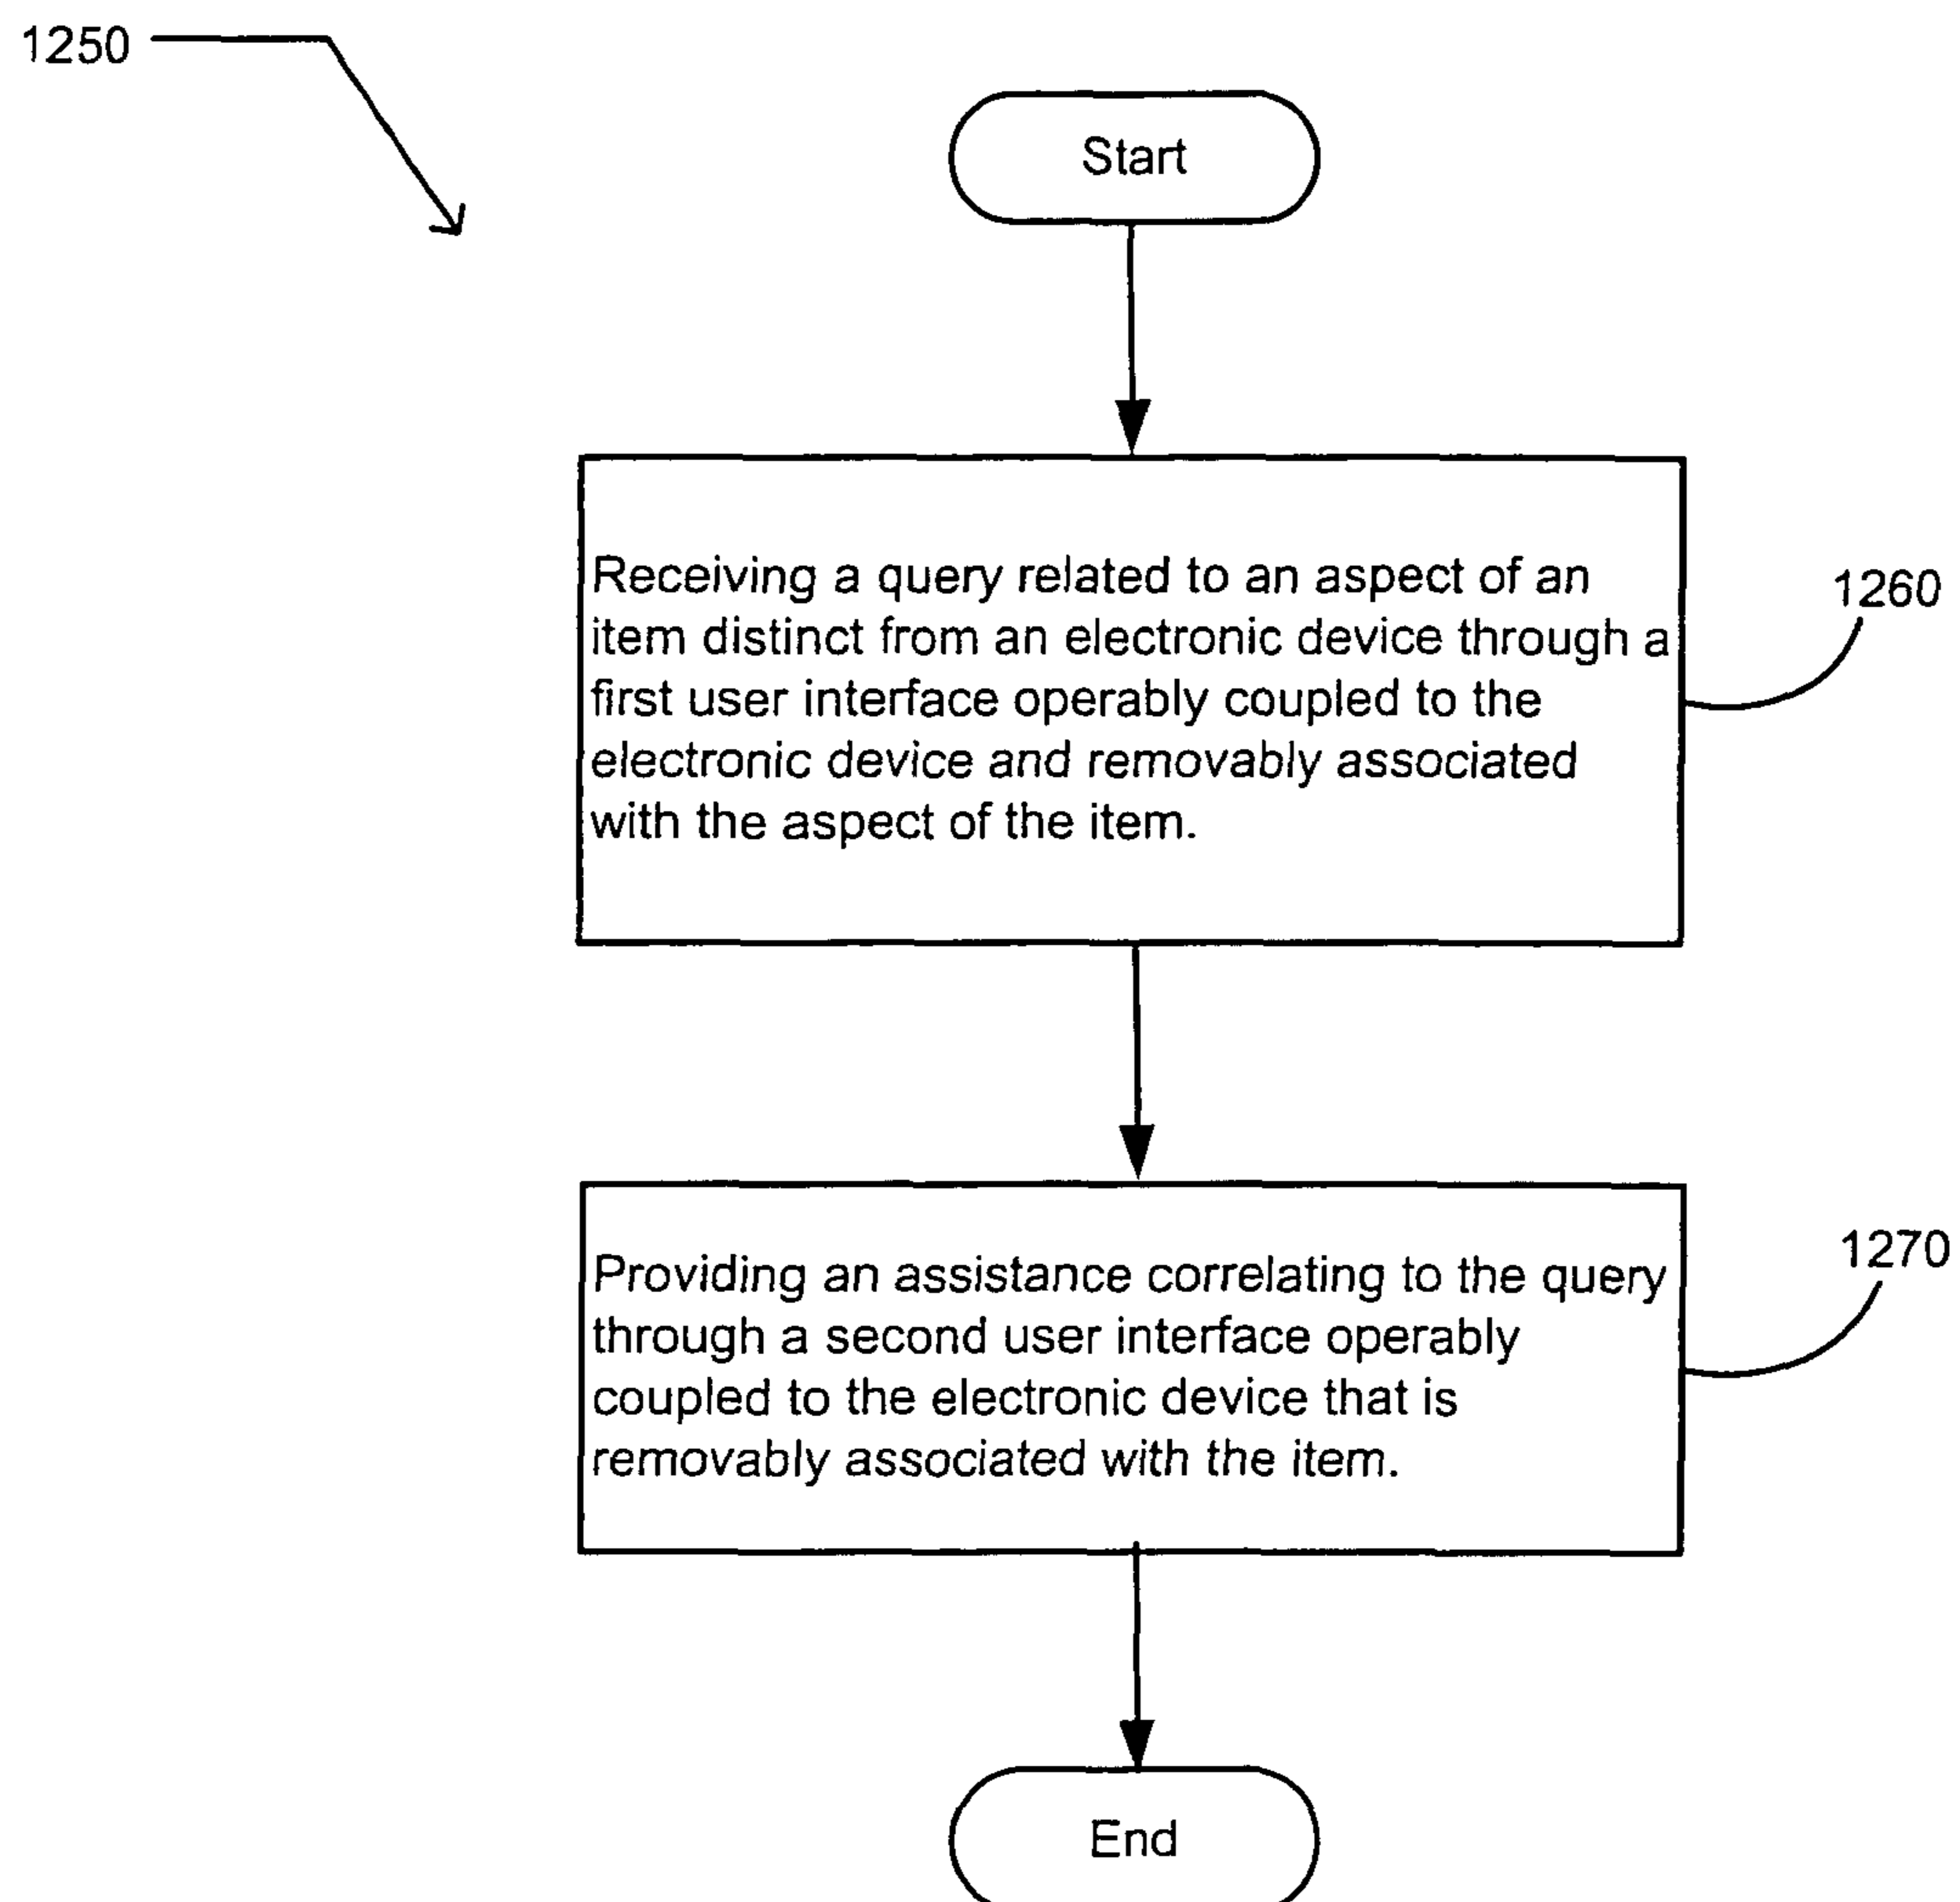 1250
Start
Receiving a query related to an aspect of an
item distinct from an electronic device through a
first user interface operably coupled to the
electronic device and removably associated
with the aspect of the item.
1260
Providing an assistance correlating to the query
through a second user interface operably
coupled to the electronic device that is
removably associated with the item.
1270
End